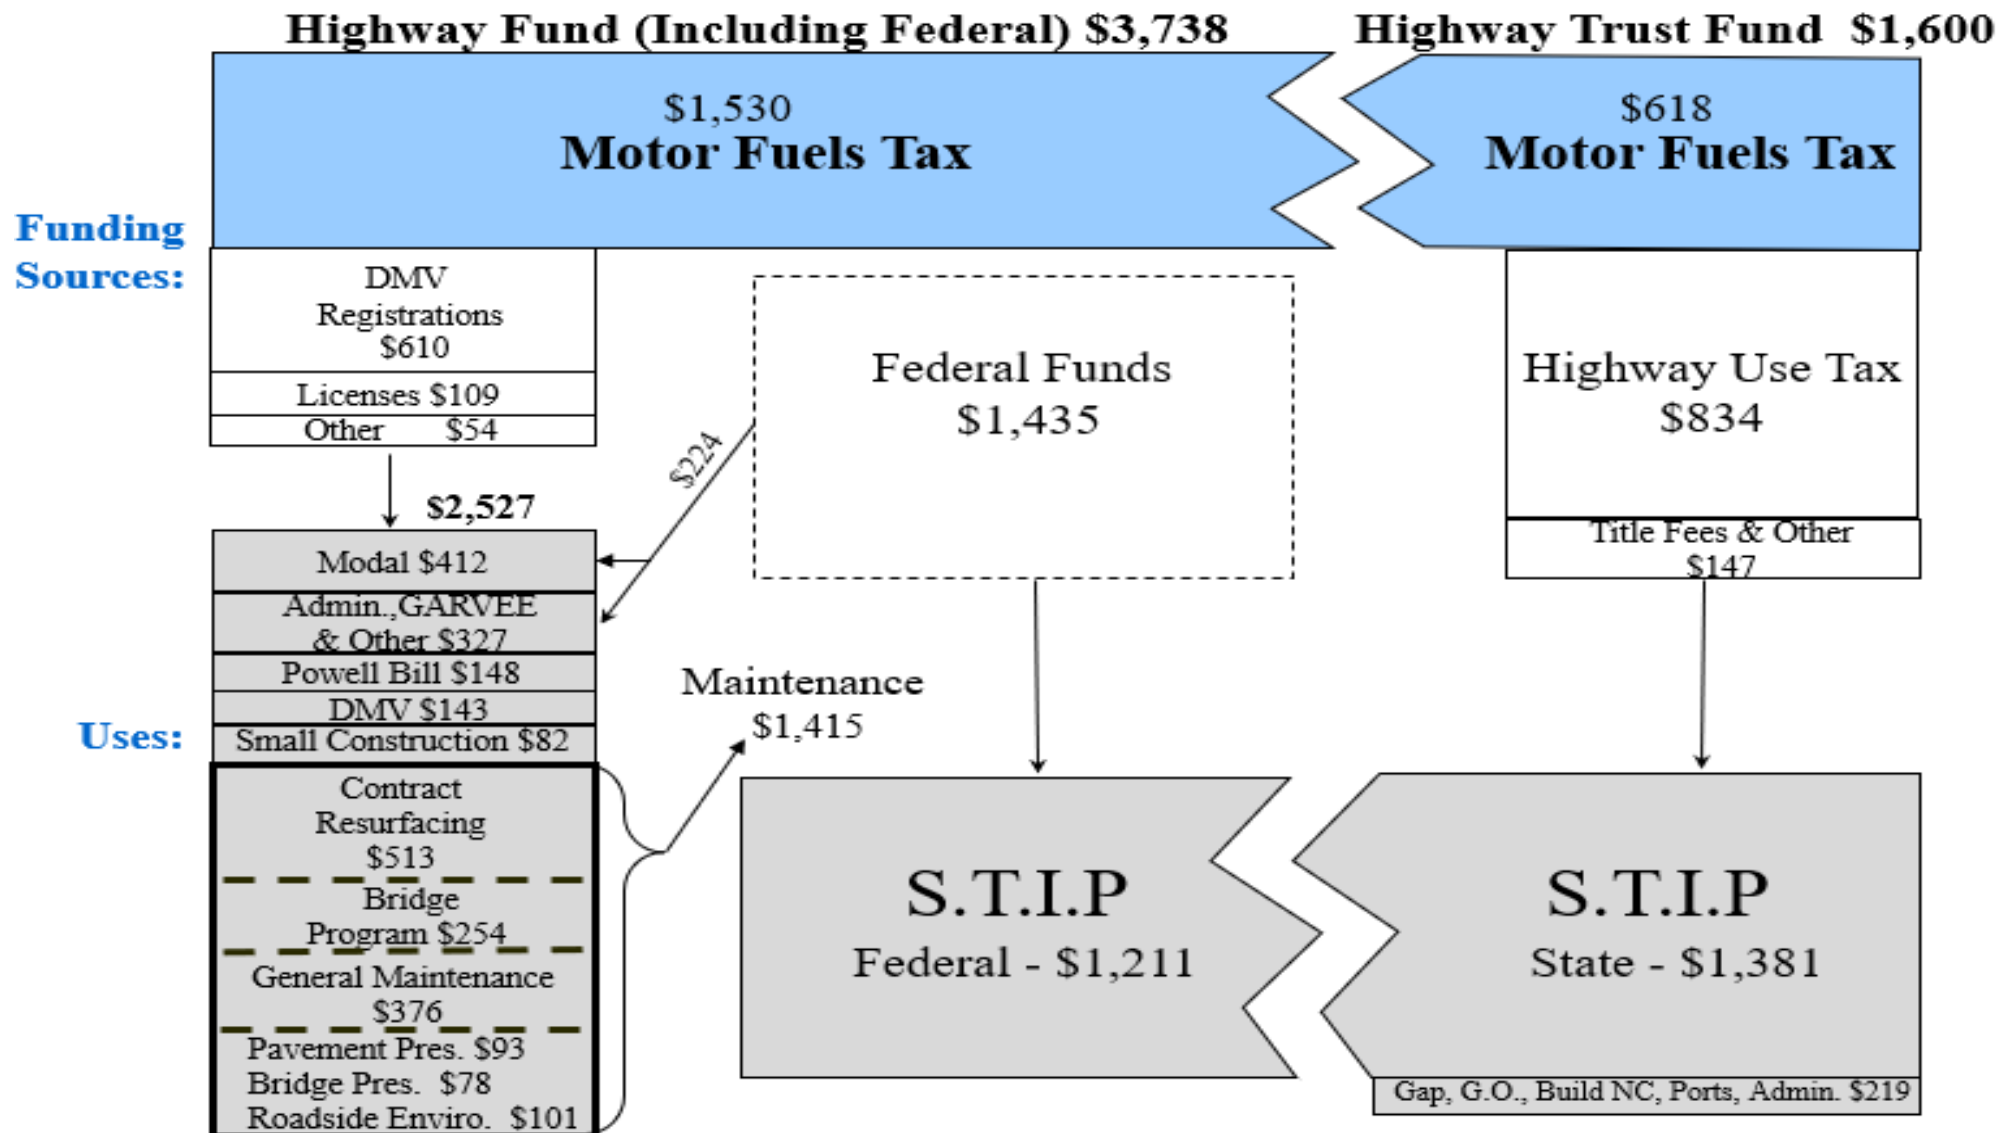 Highway Fund (Including Federal) $3,738
Highway Trust Fund $1,600
$1,530
Motor Fuels Tax
$618
Motor Fuels Tax
Funding
Sources:
DMV
Registrations
$610
Licenses $109
Other $54
Federal Funds
$1,435
Highway Use Tax
$834
Title Fees & Other
$147
$224
$2,527
Modal $412
Admin.,GARVEE
& Other $327
Powell Bill $148
DMV $143
Small Construction $82
Uses:
Maintenance
$1,415
Contract
Resurfacing
$513
Bridge
Program $254
General Maintenance
$376
Pavement Pres. $93
Bridge Pres. $78
Roadside Enviro. $101
S.T.I.P
Federal - $1,211
S.T.I.P
State - $1,381
Gap, G.O., Build NC, Ports, Admin. $219